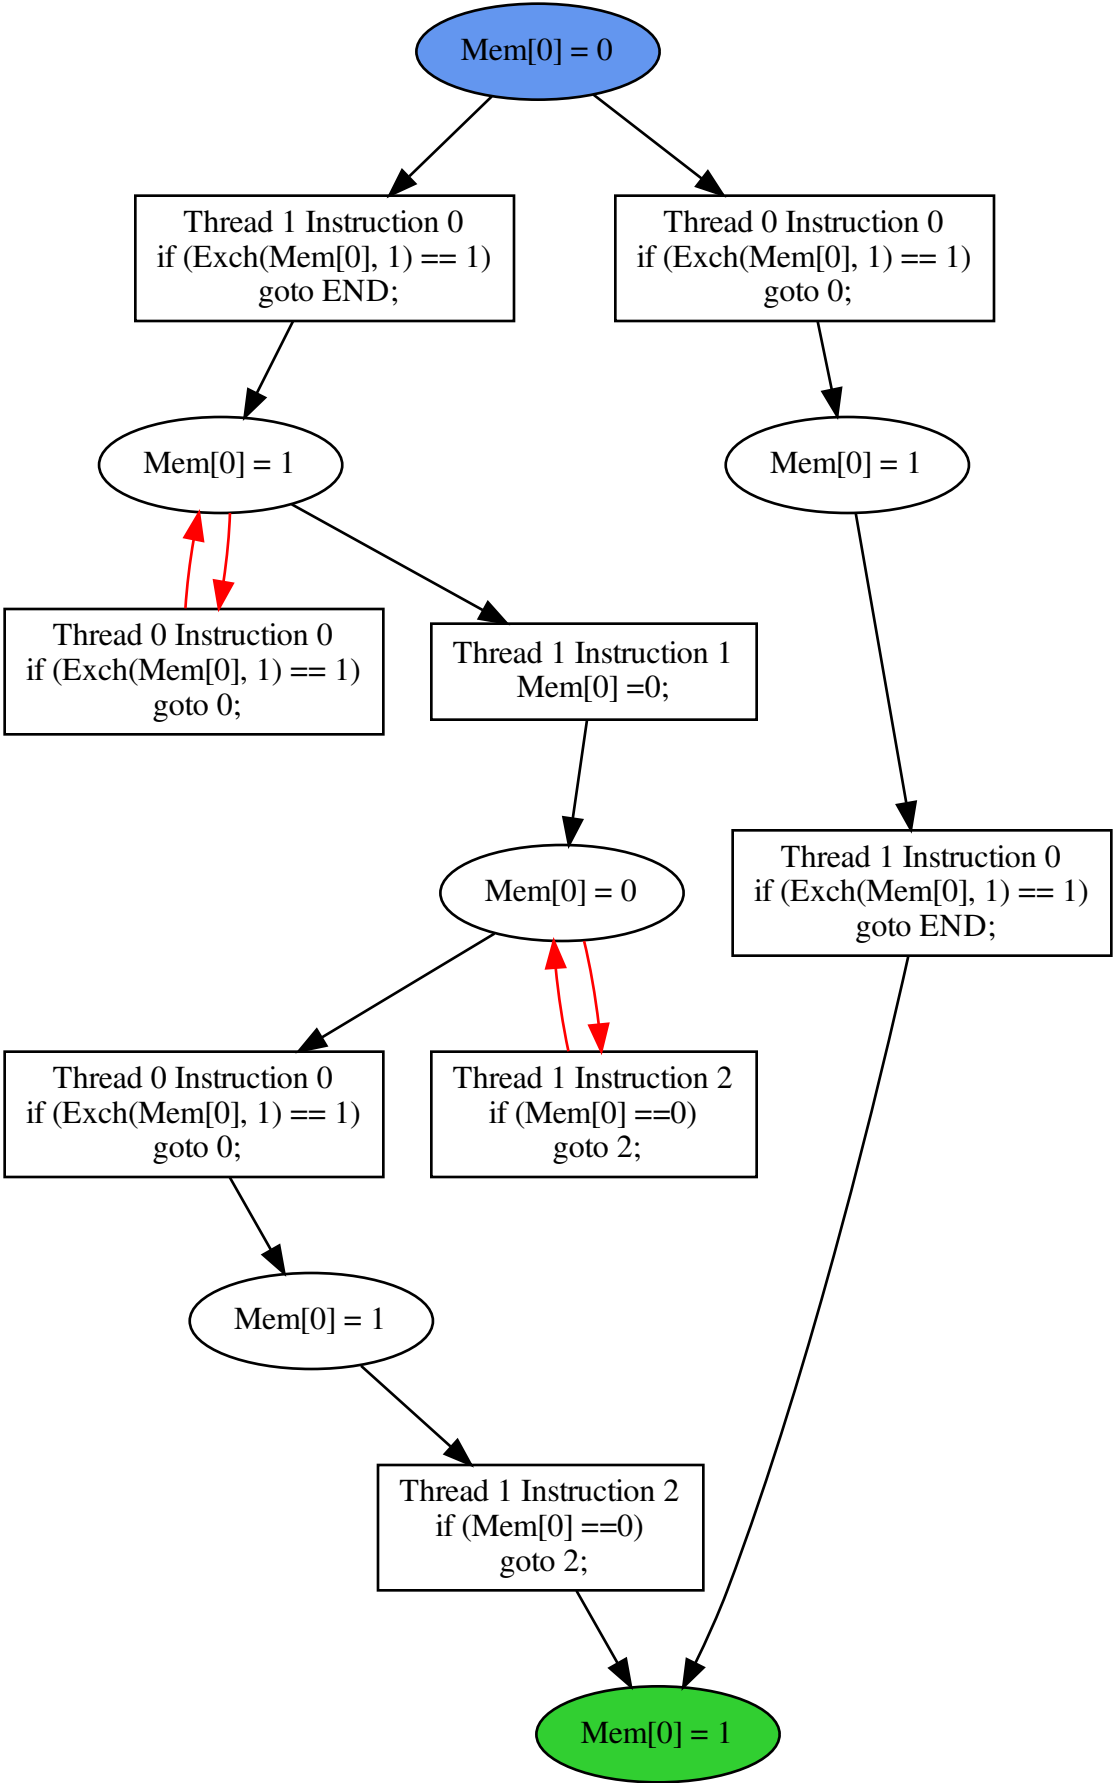 Mem[0] = 0
Thread 1 Instruction 0
if (Exch(Mem[0], 1) == 1)
goto END;
Thread 0 Instruction 0
if (Exch(Mem[0], 1) == 1)
goto 0;
Mem[0] = 1
Mem[0] = 1
Thread 0 Instruction 0
if (Exch(Mem[0], 1) == 1)
goto 0;
Thread 1 Instruction 1
Mem[0] =0;
Mem[0] = 0
Thread 1 Instruction 0
if (Exch(Mem[0], 1) == 1)
goto END;
Thread 0 Instruction 0
if (Exch(Mem[0], 1) == 1)
goto 0;
Thread 1 Instruction 2
if (Mem[0] ==0)
goto 2;
Mem[0] = 1
Thread 1 Instruction 2
if (Mem[0] ==0)
goto 2;
Mem[0] = 1